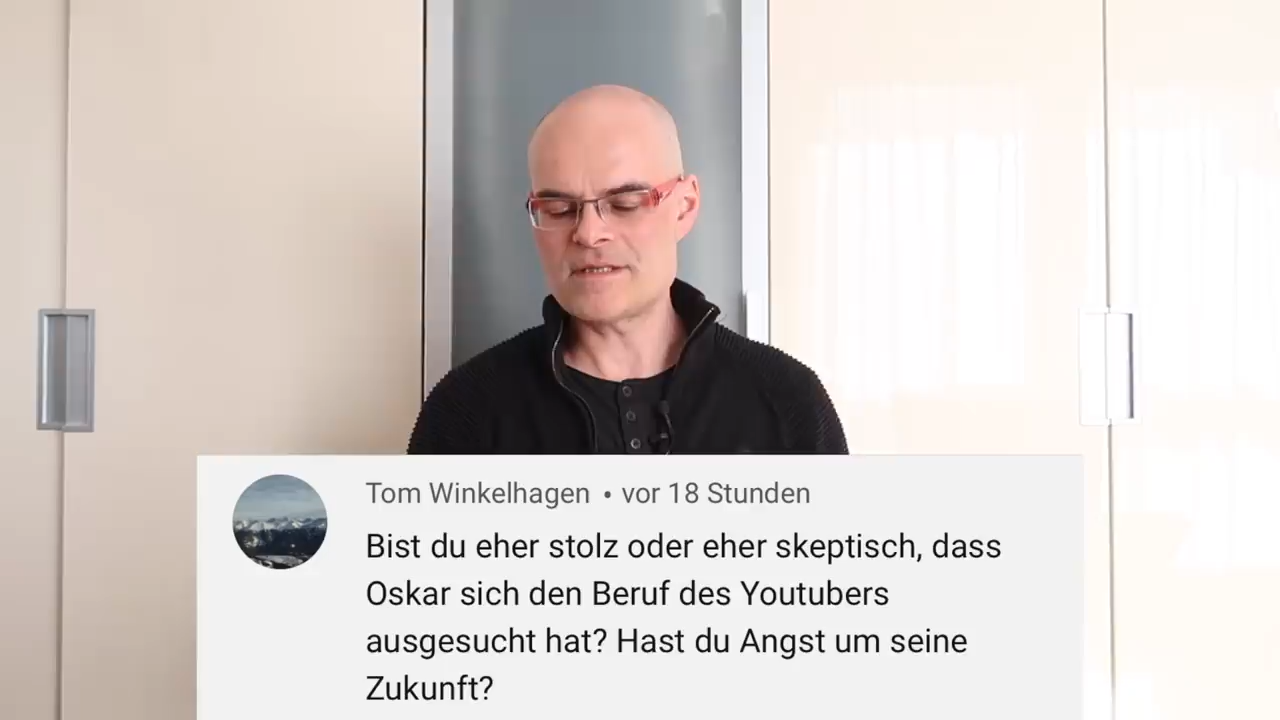 Tom Winkelhagen • vor 18 Stunden
Bist du eher stolz oder eher skeptisch, dass
Oskar sich den Beruf des Youtubers
ausgesucht hat? Hast du Angst um seine
Zukunft?